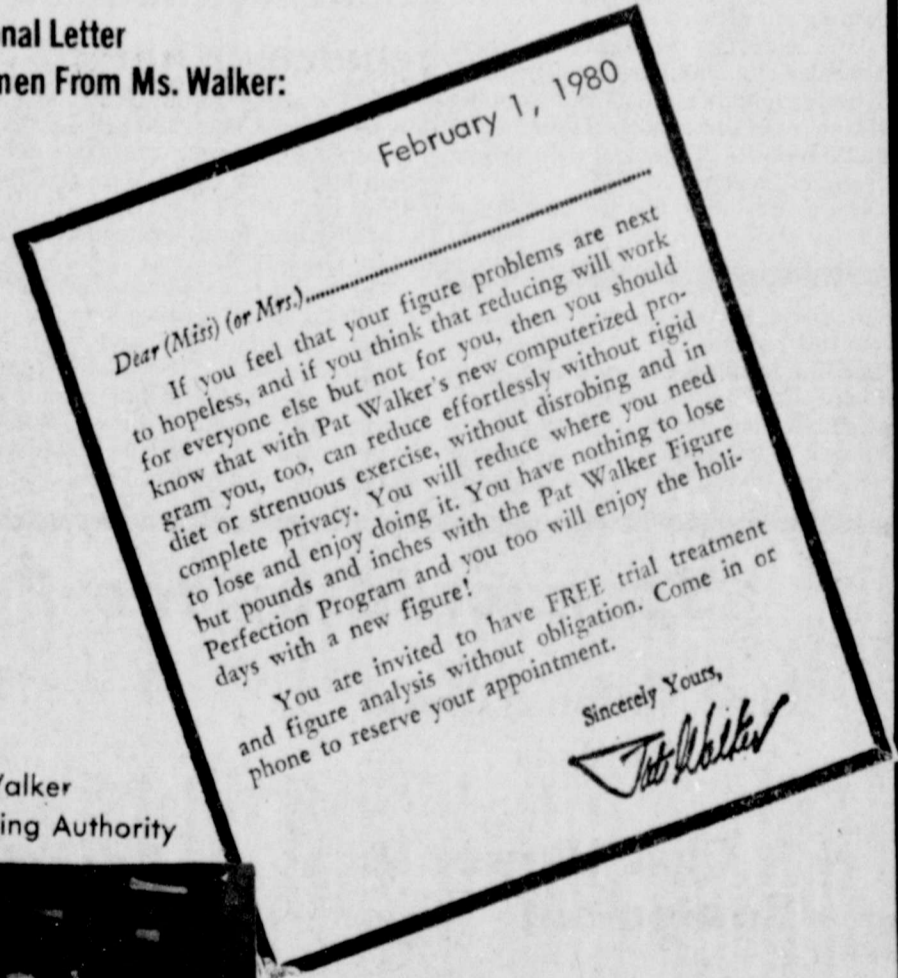 nal Letter
men From Ms. Walker:
February 1, 1980
Dear (Miss) (or Mrs.)
If you feel that your figure problems are next
to hopeless, and if you think that reducing will work
for everyone else but not for you, then you should
know that with Pat Walker's new computerized pro-
gram you, too, can reduce effortlessly without rigid
diet or strenuous exercise, without disrobing and in
complete privacy. You will reduce where you need
to lose and enjoy doing it. You have nothing to lose
but pounds and inches with the Pat Walker Figure
Perfection Program and you too will enjoy the holi-
days with a new figure!
You are invited to have FREE trial treatment
and figure analysis without obligation. Come in or
phone to reserve your appointment.
Sincerely Yours,
Pat Walker
Walker
ing Authority